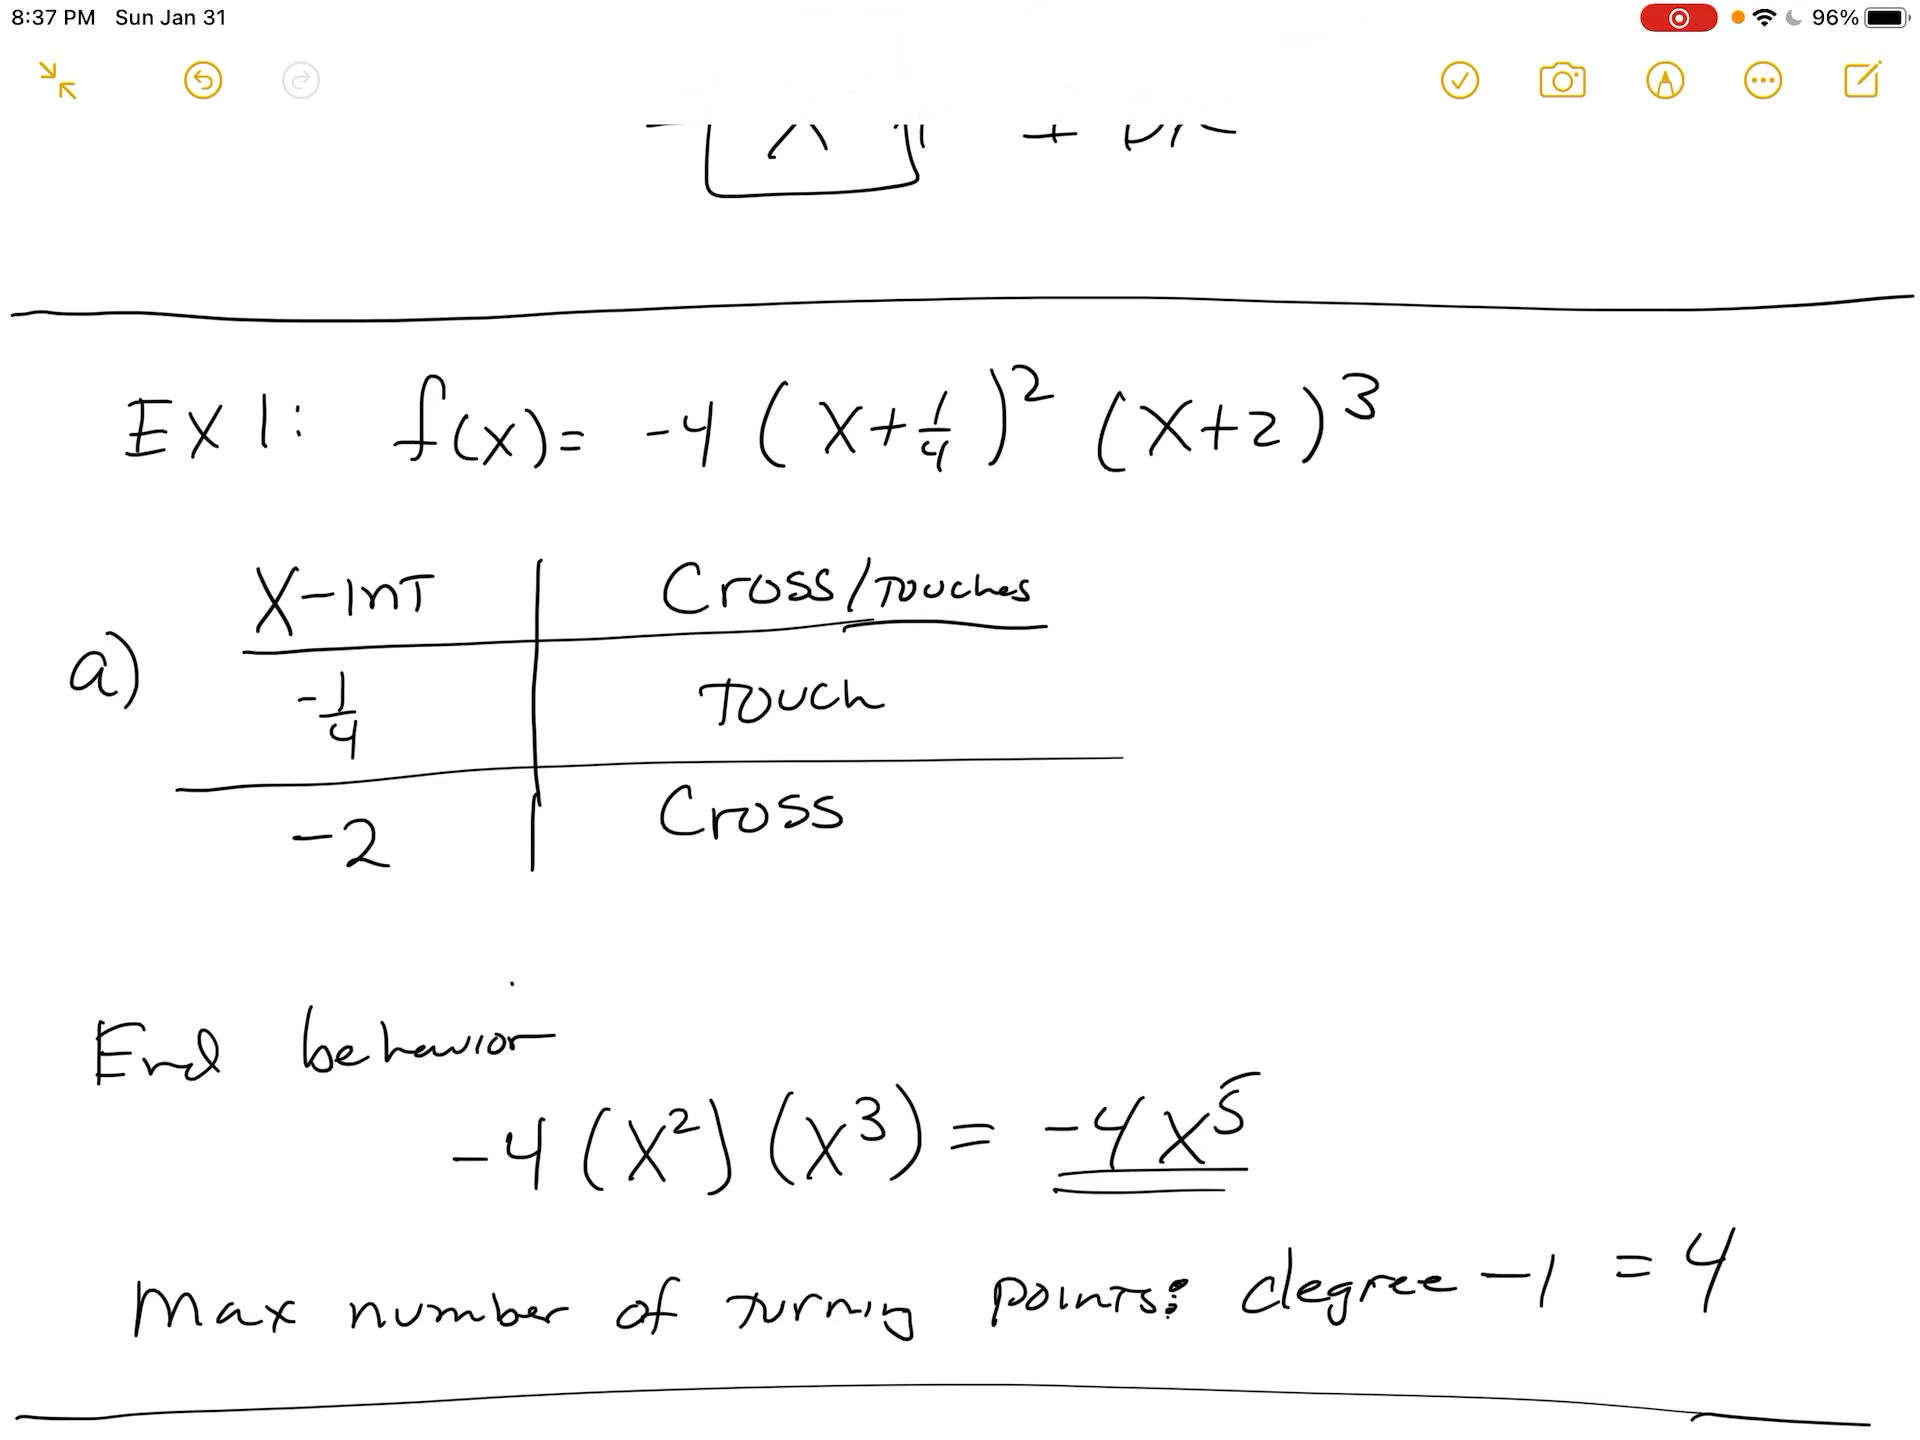 8:37 PM Sun Jan 31 96%
EX 1: f(x) = -4 (x+1/4)² (x+2)³
X-INT Cross/Touches
a)
-1/4 Touch
-2 Cross
End behavior
-4 (x²) (x³) = -4x⁵
Max number of turning points: degree -1 = 4